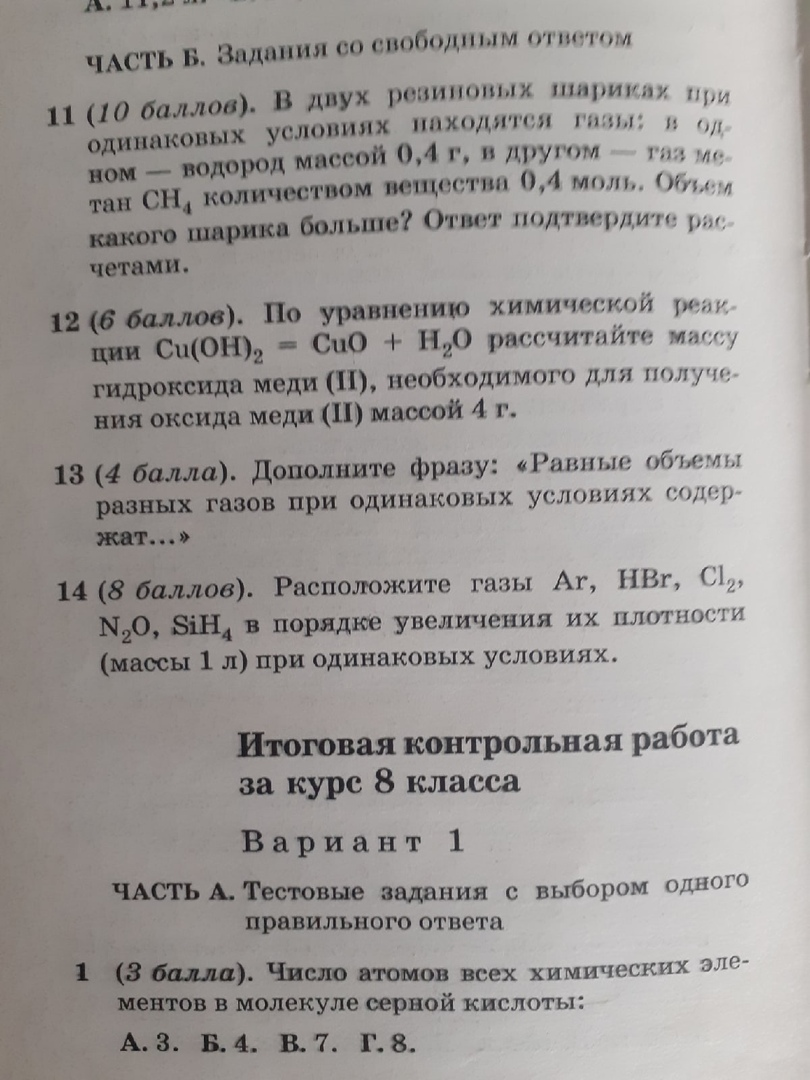 А. 11,2 л.
ЧАСТЬ Б. Задания со свободным ответом
11 (10 баллов). В двух резиновых шариках при
одинаковых условиях находятся газы: в од-
ном — водород массой 0,4 г, в другом — газ ме-
тан CH₄ количеством вещества 0,4 моль. Объем
какого шарика больше? Ответ подтвердите рас-
четами.
12 (6 баллов). По уравнению химической реак-
ции Cu(OH)₂ = CuO + H₂O рассчитайте массу
гидроксида меди (II), необходимого для получе-
ния оксида меди (II) массой 4 г.
13 (4 балла). Дополните фразу: «Равные объемы
разных газов при одинаковых условиях содер-
жат...»
14 (8 баллов). Расположите газы Ar, HBr, Cl₂,
N₂O, SiH₄ в порядке увеличения их плотности
(массы 1 л) при одинаковых условиях.
Итоговая контрольная работа
за курс 8 класса
Вариант 1
ЧАСТЬ А. Тестовые задания с выбором одного
правильного ответа
1 (3 балла). Число атомов всех химических эле-
ментов в молекуле серной кислоты:
А. 3. Б. 4. В. 7. Г. 8.